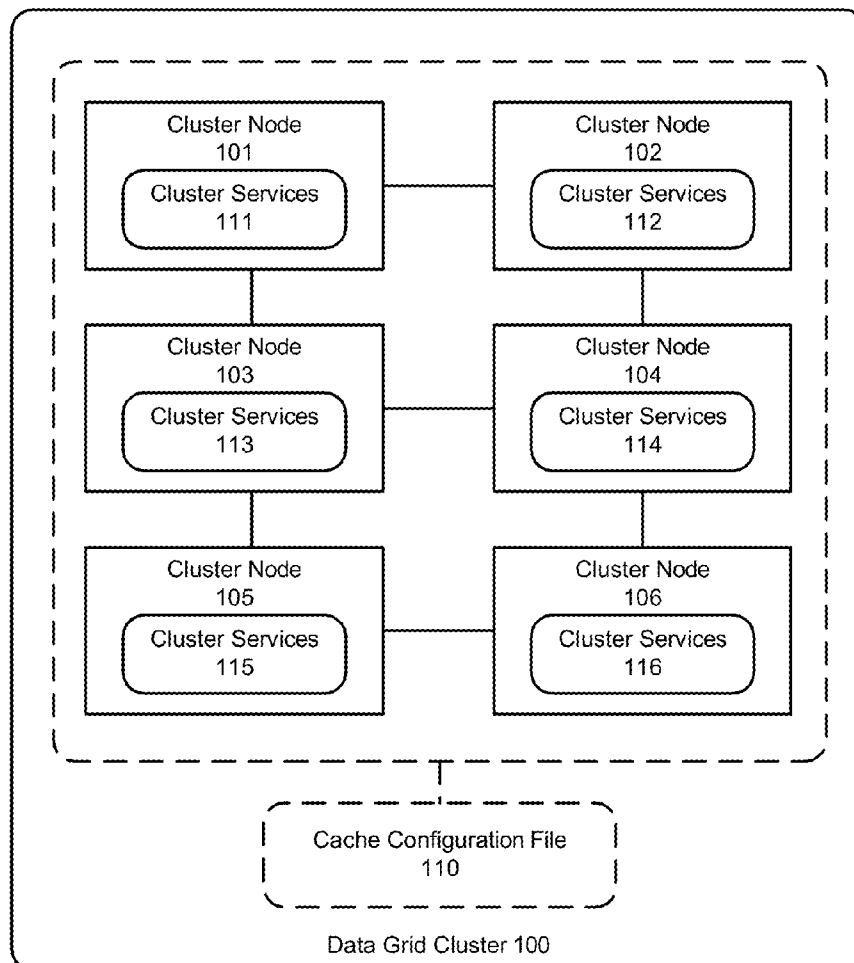 Cluster Node
101
Cluster Services
111
Cluster Node
102
Cluster Services
112
Cluster Node
103
Cluster Services
113
Cluster Node
104
Cluster Services
114
Cluster Node
105
Cluster Services
115
Cluster Node
106
Cluster Services
116
Cache Configuration File
110
Data Grid Cluster 100